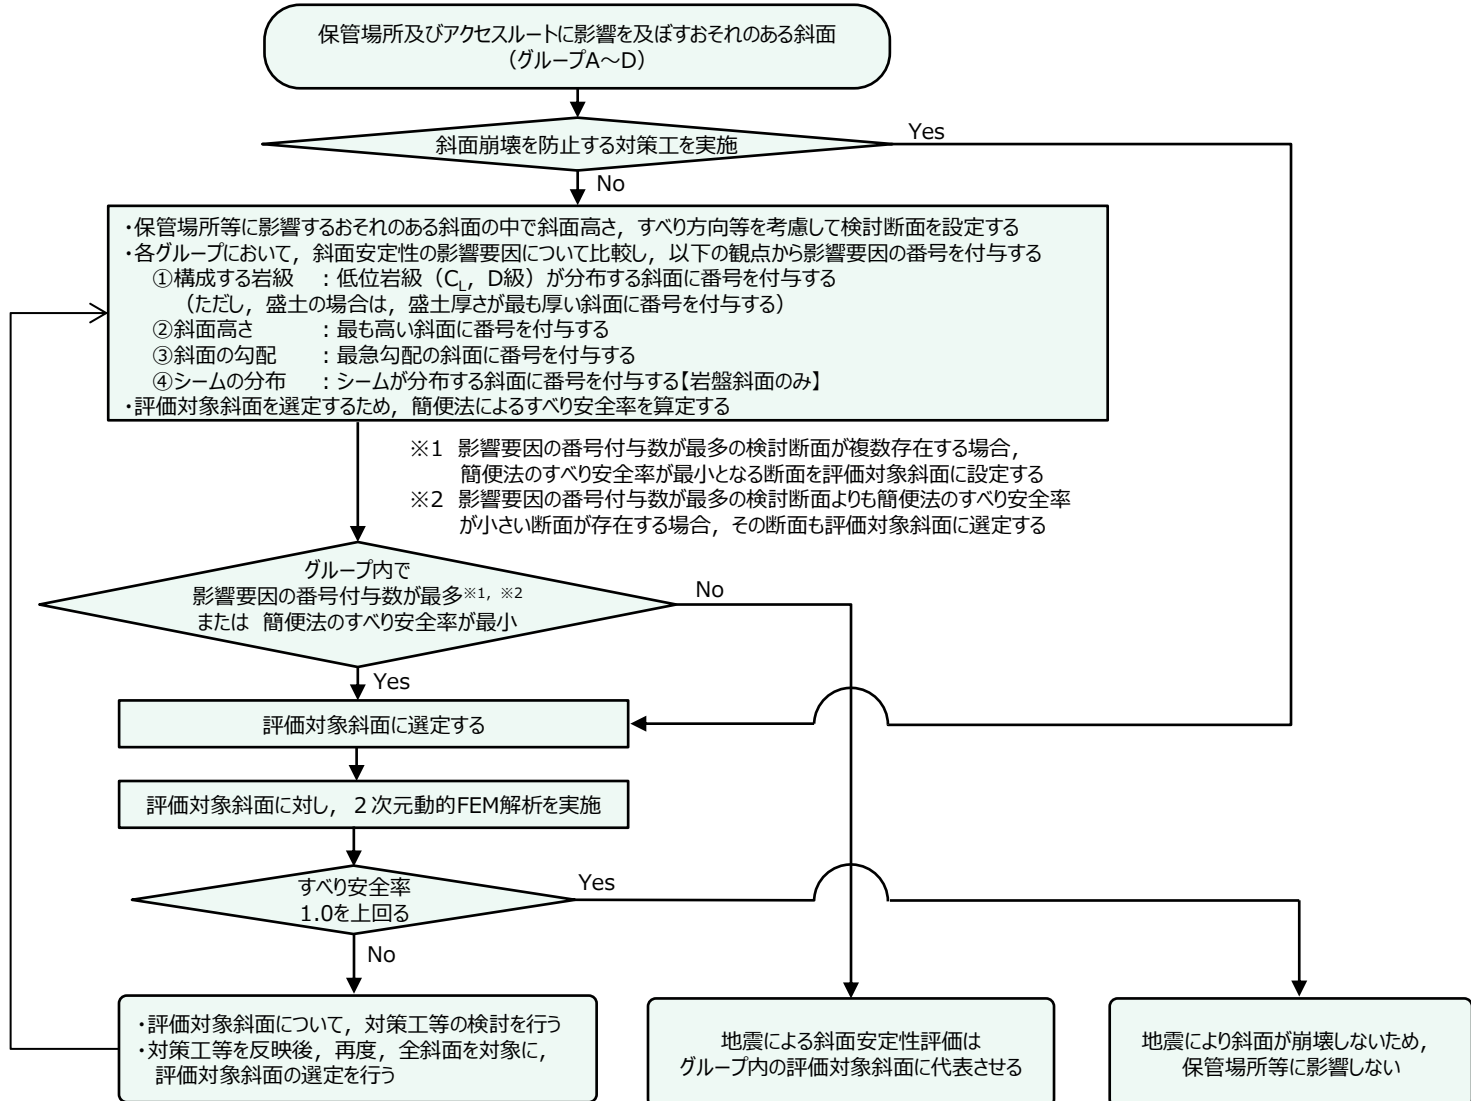 保管場所及びアクセスルートに影響を及ぼすおそれのある斜面
（グループA～D）
斜面崩壊を防止する対策工を実施
Yes
No
・保管場所等に影響するおそれのある斜面の中で斜面高さ，すべり方向等を考慮して検討断面を設定する
・各グループにおいて，斜面安定性の影響要因について比較し，以下の観点から影響要因の番号を付与する
①構成する岩級　：低位岩級（CL，D級）が分布する斜面に番号を付与する
（ただし，盛土の場合は，盛土厚さが最も厚い斜面に番号を付与する）
②斜面高さ　：最も高い斜面に番号を付与する
③斜面の勾配　：最急勾配の斜面に番号を付与する
④シームの分布　：シームが分布する斜面に番号を付与する【岩盤斜面のみ】
・評価対象斜面を選定するため，簡便法によるすべり安全率を算定する
※1　影響要因の番号付与数が最多の検討断面が複数存在する場合，
簡便法のすべり安全率が最小となる断面を評価対象斜面に設定する
※2　影響要因の番号付与数が最多の検討断面よりも簡便法のすべり安全率
が小さい断面が存在する場合，その断面も評価対象斜面に選定する
グループ内で
影響要因の番号付与数が最多※1，※2
または 簡便法のすべり安全率が最小
No
Yes
評価対象斜面に選定する
評価対象斜面に対し，２次元動的FEM解析を実施
すべり安全率
1.0を上回る
Yes
No
・評価対象斜面について，対策工等の検討を行う
・対策工等を反映後，再度，全斜面を対象に，
評価対象斜面の選定を行う
地震による斜面安定性評価は
グループ内の評価対象斜面に代表させる
地震により斜面が崩壊しないため，
保管場所等に影響しない